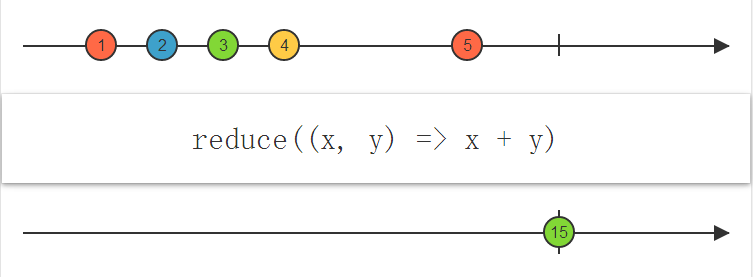 1 2 3 4 5
reduce((x, y) => x + y)
15